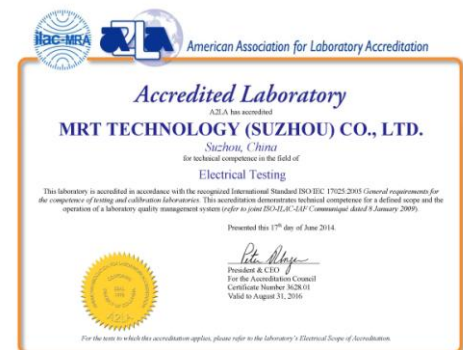 ilac-MRA
A2LA
American Association for Laboratory Accreditation
Accredited Laboratory
A2LA has accredited
MRT TECHNOLOGY (SUZHOU) CO., LTD.
Suzhou, China
for technical competence in the field of
Electrical Testing
This laboratory is accredited in accordance with the recognized International Standard ISO/IEC 17025:2005 General requirements for
the competence of testing and calibration laboratories. This accreditation demonstrates technical competence for a defined scope and the
operation of a laboratory quality management system (refer to joint ISO-ILAC-IAF Communiqué dated 8 January 2009).
Presented this 17th day of June 2014.
President & CEO
For the Accreditation Council
Certificate Number 3628.01
Valid to August 31, 2016
A2LA
For the tests to which this accreditation applies, please refer to the laboratory's Electrical Scope of Accreditation.